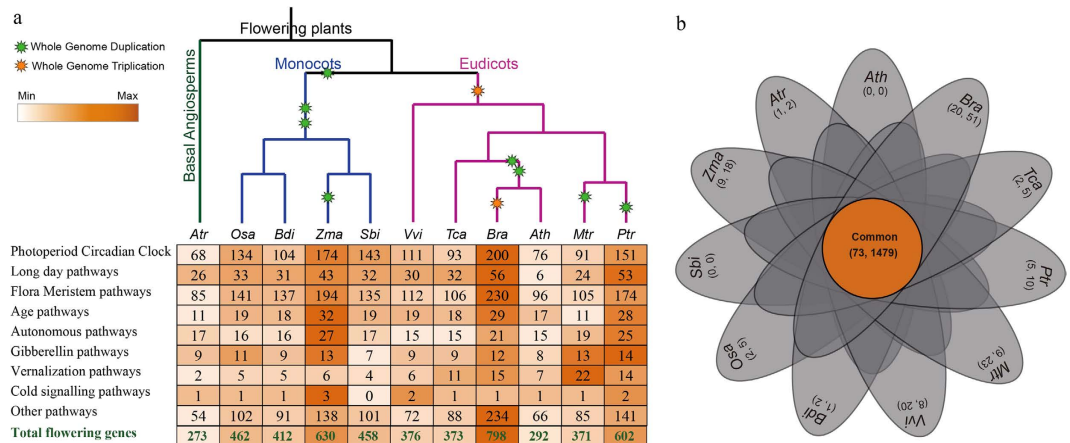 a
Flowering plants
Whole Genome Duplication
Whole Genome Triplication
Min Max
Basal Angiosperms
Monocots
Eudicots
Atr Osa Bdi Zma Sbi Vvi Tca Bra Ath Mtr Ptr
Photoperiod Circadian Clock 68 134 104 174 143 111 93 200 76 91 151
Long day pathways 26 33 31 43 32 30 32 56 6 24 53
Flora Meristem pathways 85 141 137 194 135 112 106 230 96 105 174
Age pathways 11 19 18 32 19 19 18 29 17 11 28
Autonomous pathways 17 16 16 27 17 15 15 21 15 19 25
Gibberellin pathways 9 11 9 13 7 9 9 12 8 13 14
Vernalization pathways 2 5 5 6 4 6 11 15 7 22 14
Cold signalling pathways 1 1 1 3 0 2 1 1 1 1 2
Other pathways 54 102 91 138 101 72 88 234 66 85 141
Total flowering genes 273 462 412 630 458 376 373 798 292 371 602
b
Ath
(0, 0)
Bra
(20, 51)
Tca
(2, 5)
Ptr
(5, 10)
Mtr
(9, 23)
Vvi
(8, 20)
Bdi
(1, 2)
Osa
(2, 5)
Sbi
(0, 0)
Zma
(9, 18)
Atr
(1, 2)
Common
(73, 1479)